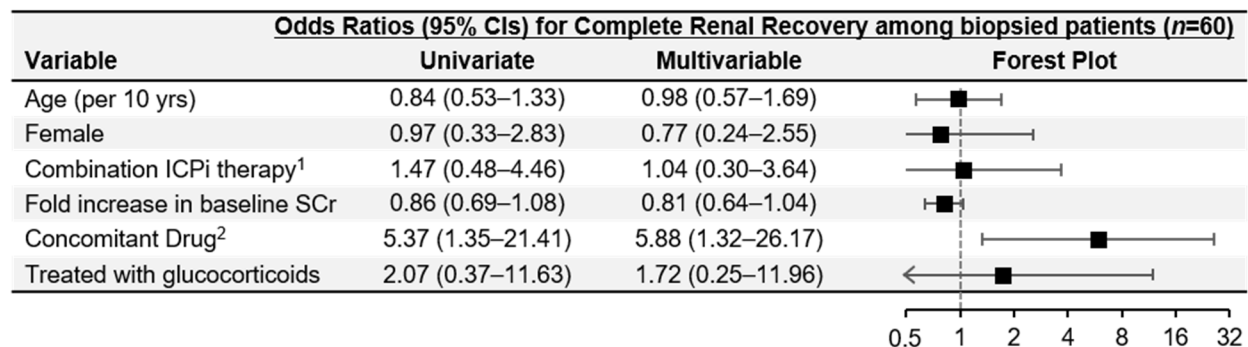 Odds Ratios (95% CIs) for Complete Renal Recovery among biopsied patients (n=60)
Variable Univariate Multivariable Forest Plot
Age (per 10 yrs) 0.84 (0.53–1.33) 0.98 (0.57–1.69)
Female 0.97 (0.33–2.83) 0.77 (0.24–2.55)
Combination ICPi therapy1 1.47 (0.48–4.46) 1.04 (0.30–3.64)
Fold increase in baseline SCr 0.86 (0.69–1.08) 0.81 (0.64–1.04)
Concomitant Drug2 5.37 (1.35–21.41) 5.88 (1.32–26.17)
Treated with glucocorticoids 2.07 (0.37–11.63) 1.72 (0.25–11.96)
0.5 1 2 4 8 16 32